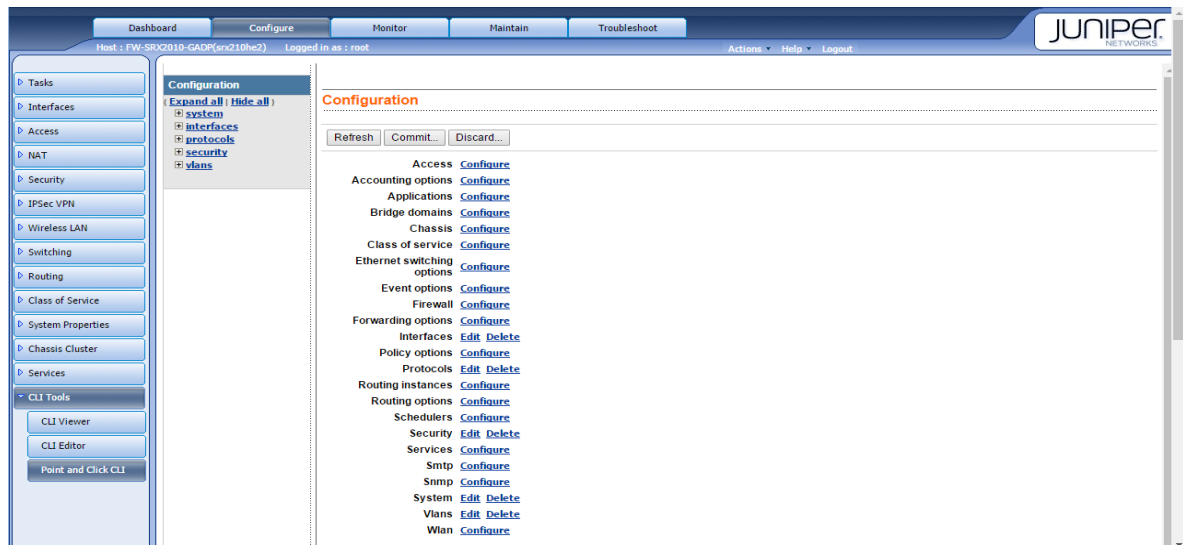 Dashboard Configure Monitor Maintain Troubleshoot
JUNIPER
NETWORKS
Host : FW-SRX2010-GADP(srx210he2) Logged in as : root Actions Help Logout
Tasks
Interfaces
Access
NAT
Security
IPSec VPN
Wireless LAN
Switching
Routing
Class of Service
System Properties
Chassis Cluster
Services
CLI Tools
CLI Viewer
CLI Editor
Point and Click CLI
Configuration
( Expand all | Hide all )
system
interfaces
protocols
security
vlans
Configuration
Refresh Commit... Discard...
Access Configure
Accounting options Configure
Applications Configure
Bridge domains Configure
Chassis Configure
Class of service Configure
Ethernet switching
options Configure
Event options Configure
Firewall Configure
Forwarding options Configure
Interfaces Edit Delete
Policy options Configure
Protocols Edit Delete
Routing instances Configure
Routing options Configure
Schedulers Configure
Security Edit Delete
Services Configure
Smtp Configure
Snmp Configure
System Edit Delete
Vlans Edit Delete
Wlan Configure